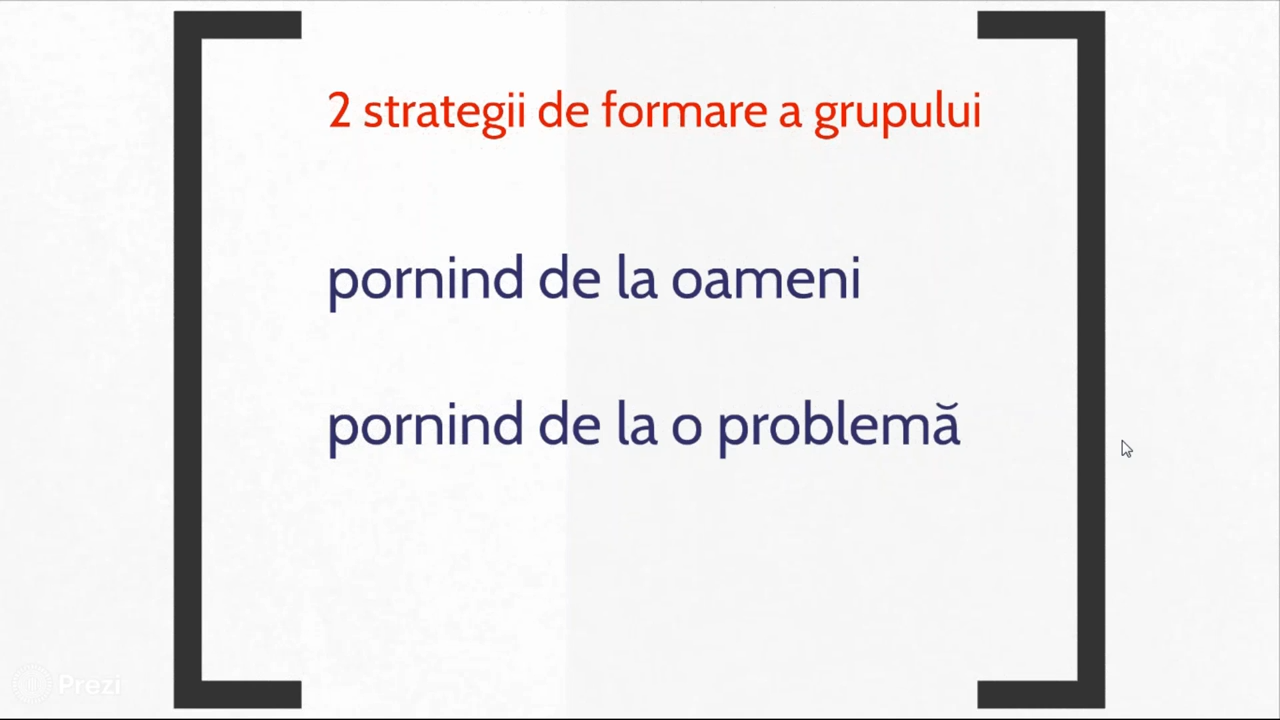 2 strategii de formare a grupului
pornind de la oameni
pornind de la o problemă
Prezi